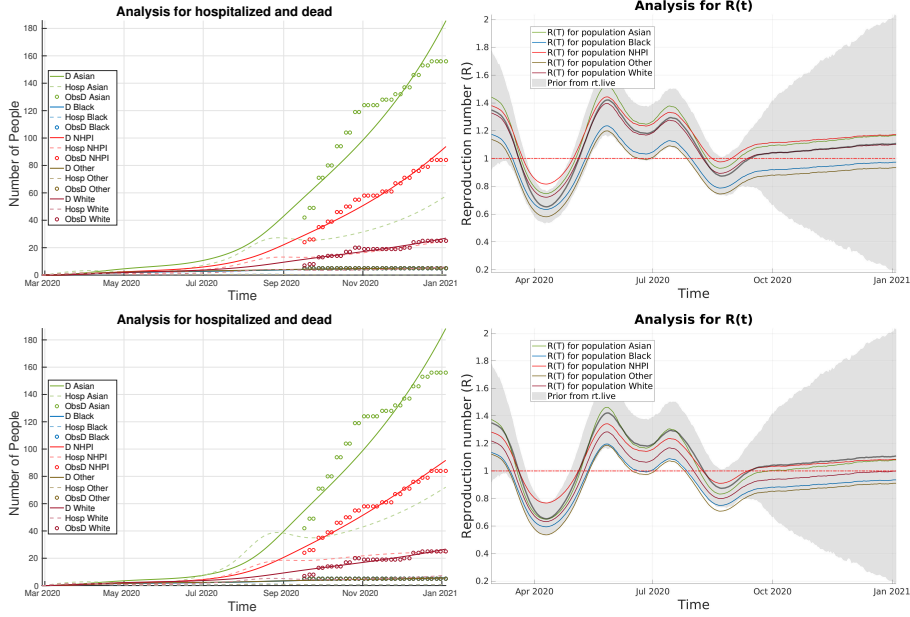 Analysis for hospitalized and dead
180
160
140
120
100
80
60
40
20
0
Number of People
D Asian
Hosp Asian
ObsD Asian
D Black
Hosp Black
ObsD Black
D NHPI
Hosp NHPI
ObsD NHPI
D Other
Hosp Other
ObsD Other
D White
Hosp White
ObsD White
Mar 2020 May 2020 Jul 2020 Sep 2020 Nov 2020 Jan 2021
Time
Analysis for R(t)
2
1.8
1.6
1.4
1.2
1
0.8
0.6
0.4
0.2
Reproduction number (R)
R(T) for population Asian
R(T) for population Black
R(T) for population NHPI
R(T) for population Other
R(T) for population White
Prior from rt.live
Apr 2020 Jul 2020 Oct 2020 Jan 2021
Time
Analysis for hospitalized and dead
180
160
140
120
100
80
60
40
20
0
Number of People
D Asian
Hosp Asian
ObsD Asian
D Black
Hosp Black
ObsD Black
D NHPI
Hosp NHPI
ObsD NHPI
D Other
Hosp Other
ObsD Other
D White
Hosp White
ObsD White
Mar 2020 May 2020 Jul 2020 Sep 2020 Nov 2020 Jan 2021
Time
Analysis for R(t)
2
1.8
1.6
1.4
1.2
1
0.8
0.6
0.4
0.2
Reproduction number (R)
R(T) for population Asian
R(T) for population Black
R(T) for population NHPI
R(T) for population Other
R(T) for population White
Prior from rt.live
Apr 2020 Jul 2020 Oct 2020 Jan 2021
Time